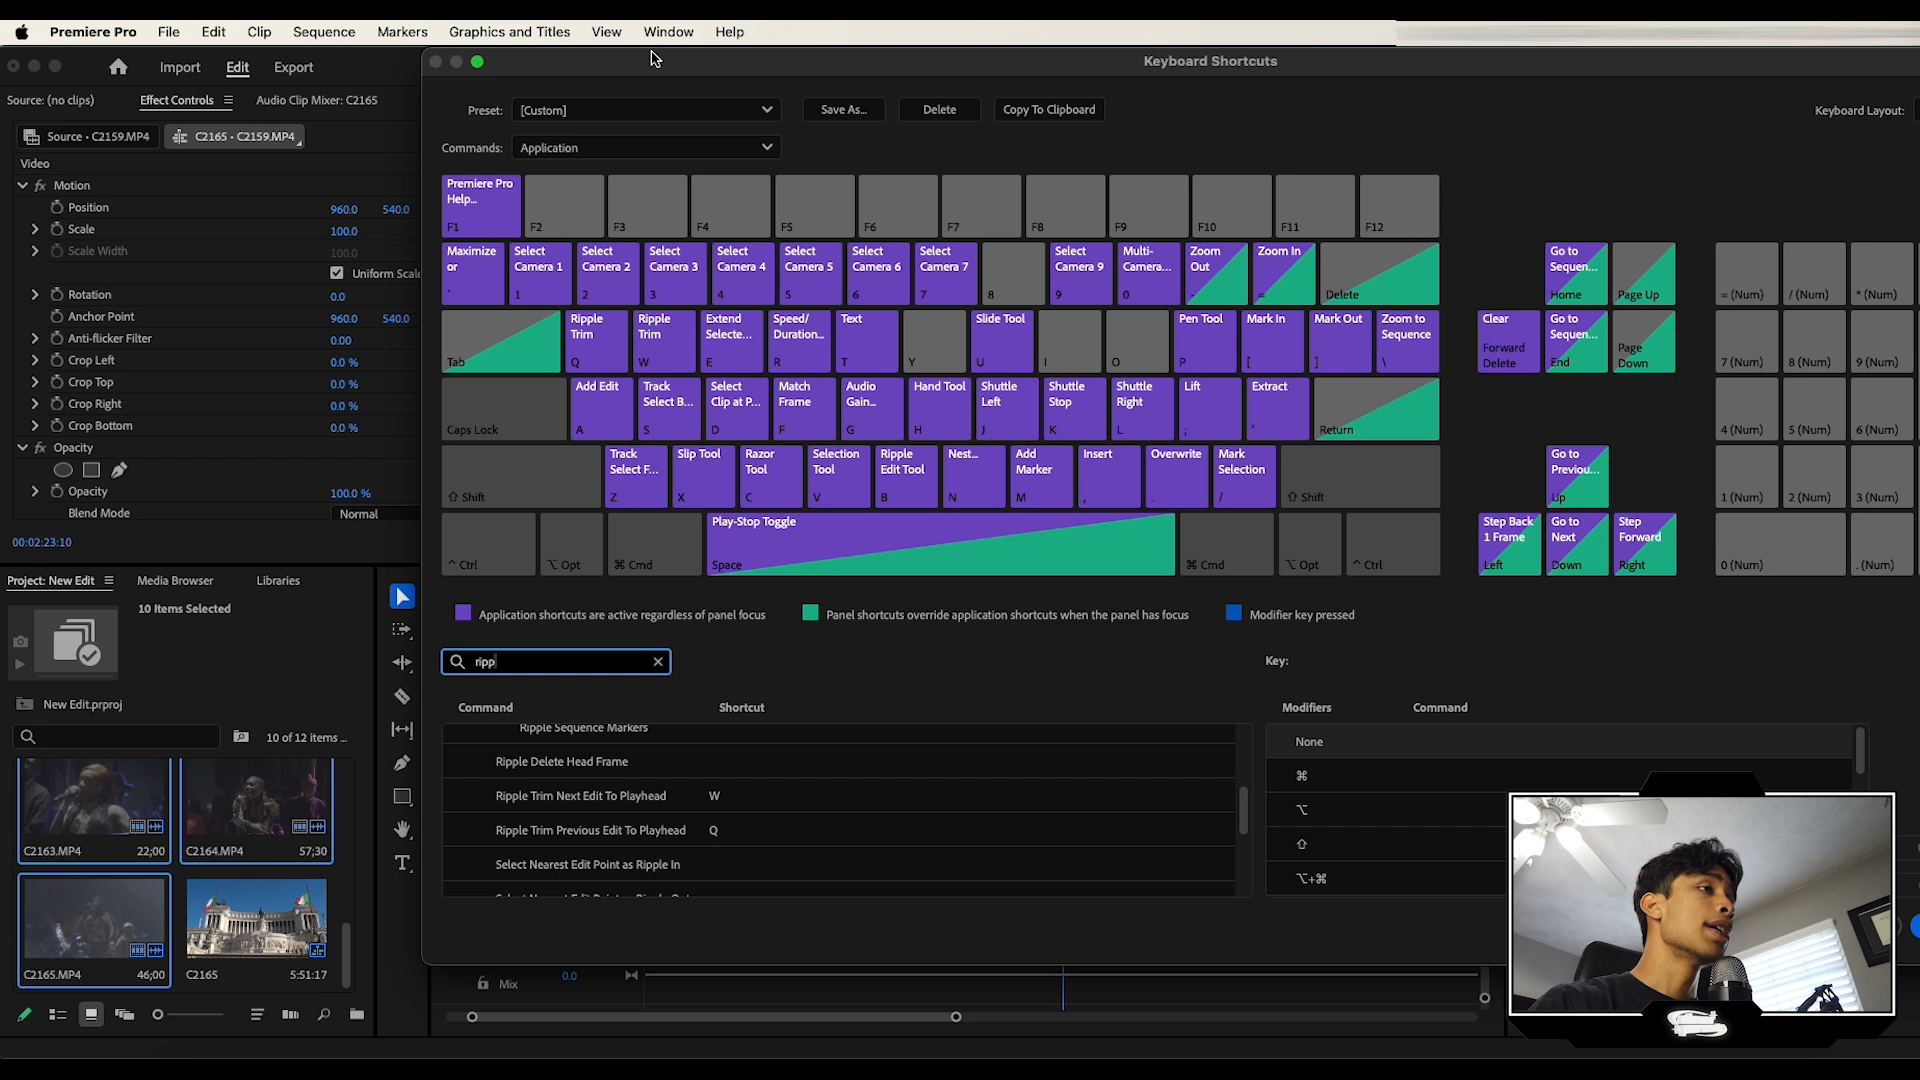 Premiere Pro File Edit Clip Sequence Markers Graphics and Titles View Window Help
Import Edit Export
Keyboard Shortcuts
Source: (no clips) Effect Controls Audio Clip Mixer: C2165
Preset: [Custom] Save As... Delete Copy To Clipboard Keyboard Layout:
Source • C2159.MP4 C2165 • C2159.MP4
Commands: Application
Video
fx Motion
Position 960.0 540.0
Scale 100.0
Scale Width 100.0
Uniform Scale
Rotation 0.0
Anchor Point 960.0 540.0
Anti-flicker Filter 0.00
Crop Left 0.0 %
Crop Top 0.0 %
Crop Right 0.0 %
Crop Bottom 0.0 %
fx Opacity
Opacity 100.0 %
Blend Mode Normal
00:02:23:10
Premiere Pro Help... F1 F2 F3 F4 F5 F6 F7 F8 F9 F10 F11 F12
Maximize or ` Select Camera 1 1 Select Camera 2 2 Select Camera 3 3 Select Camera 4 4 Select Camera 5 5 Select Camera 6 6 Select Camera 7 7 8 Select Camera 9 9 Multi-Camera... 0 Zoom Out - Zoom In = Delete Go to Sequen... Home Page Up = (Num) / (Num) * (Num)
Tab Ripple Trim Q Ripple Trim W Extend Selecte... E Speed/ Duration... R Text T Y Slide Tool U I O Pen Tool P Mark In [ Mark Out ] Zoom to Sequence \ Clear Forward Delete Go to Sequen... End Page Down 7 (Num) 8 (Num) 9 (Num)
Caps Lock Add Edit A Track Select B... S Select Clip at P... D Match Frame F Audio Gain... G Hand Tool H Shuttle Left J Shuttle Stop K Shuttle Right L Lift ; Extract ' Return 4 (Num) 5 (Num) 6 (Num)
⇧ Shift Track Select F... Z Slip Tool X Razor Tool C Selection Tool V Ripple Edit Tool B Nest... N Add Marker M Insert , Overwrite . Mark Selection / ⇧ Shift Go to Previou... Up 1 (Num) 2 (Num) 3 (Num)
^ Ctrl ⌥ Opt ⌘ Cmd Play-Stop Toggle Space ⌘ Cmd ⌥ Opt ^ Ctrl Step Back 1 Frame Left Go to Next Down Step Forward Right 0 (Num) . (Num)
Application shortcuts are active regardless of panel focus Panel shortcuts override application shortcuts when the panel has focus Modifier key pressed
ripp
Key:
Command Shortcut
Modifiers Command
Ripple Sequence Markers
Ripple Delete Head Frame
Ripple Trim Next Edit To Playhead W
Ripple Trim Previous Edit To Playhead Q
Select Nearest Edit Point as Ripple In
None
⌘
⌥
⇧
⌥+⌘
Project: New Edit Media Browser Libraries
10 Items Selected
New Edit.prproj
10 of 12 items ...
C2163.MP4 22;00 C2164.MP4 57;30
C2165.MP4 46;00 C2165 5:51:17
Mix 0.0